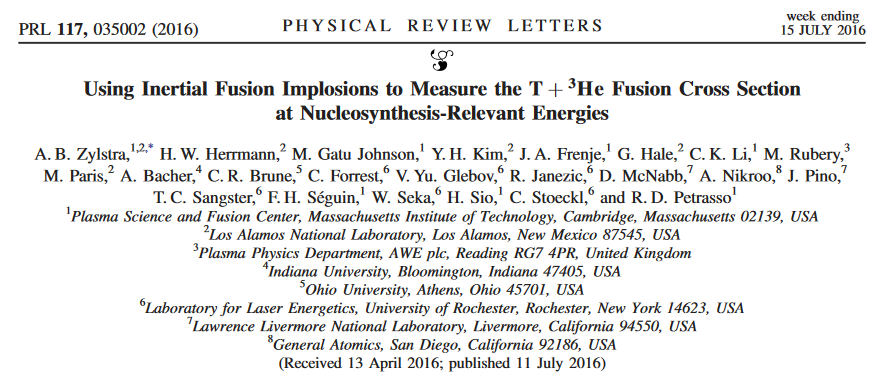 PRL 117, 035002 (2016)
PHYSICAL REVIEW LETTERS
week ending
15 JULY 2016
Using Inertial Fusion Implosions to Measure the T + ³He Fusion Cross Section
at Nucleosynthesis-Relevant Energies
A. B. Zylstra,¹,²,* H. W. Herrmann,² M. Gatu Johnson,¹ Y. H. Kim,² J. A. Frenje,¹ G. Hale,² C. K. Li,¹ M. Rubery,³
M. Paris,² A. Bacher,⁴ C. R. Brune,⁵ C. Forrest,⁶ V. Yu. Glebov,⁶ R. Janezic,⁶ D. McNabb,⁷ A. Nikroo,⁸ J. Pino,⁷
T. C. Sangster,⁶ F. H. Séguin,¹ W. Seka,⁶ H. Sio,¹ C. Stoeckl,⁶ and R. D. Petrasso¹
¹Plasma Science and Fusion Center, Massachusetts Institute of Technology, Cambridge, Massachusetts 02139, USA
²Los Alamos National Laboratory, Los Alamos, New Mexico 87545, USA
³Plasma Physics Department, AWE plc, Reading RG7 4PR, United Kingdom
⁴Indiana University, Bloomington, Indiana 47405, USA
⁵Ohio University, Athens, Ohio 45701, USA
⁶Laboratory for Laser Energetics, University of Rochester, Rochester, New York 14623, USA
⁷Lawrence Livermore National Laboratory, Livermore, California 94550, USA
⁸General Atomics, San Diego, California 92186, USA
(Received 13 April 2016; published 11 July 2016)